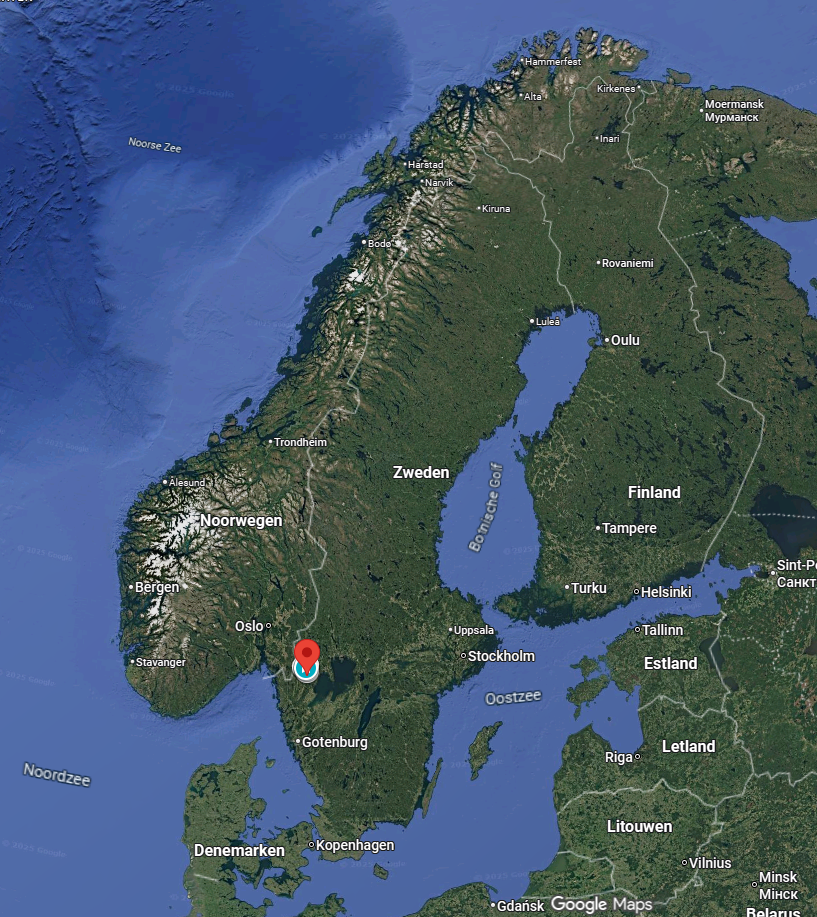 Hammerfest
Alta
Kirkenes
Moermansk
Мурманск
Noorse Zee
Inari
Harstad
Narvik
Kiruna
Bodø
Rovaniemi
Luleå
Oulu
Trondheim
Zweden
Ålesund
Finland
Noorwegen
Botnische Golf
Tampere
Bergen
Sint-Pe
Санкт
Turku
Helsinki
Oslo
Uppsala
Tallinn
Stavanger
Stockholm
Estland
Oostzee
Gotenburg
Letland
Riga
Noordzee
Litouwen
Denemarken
Kopenhagen
Vilnius
Minsk
Мінск
Gdańsk
Google Maps
Belarus